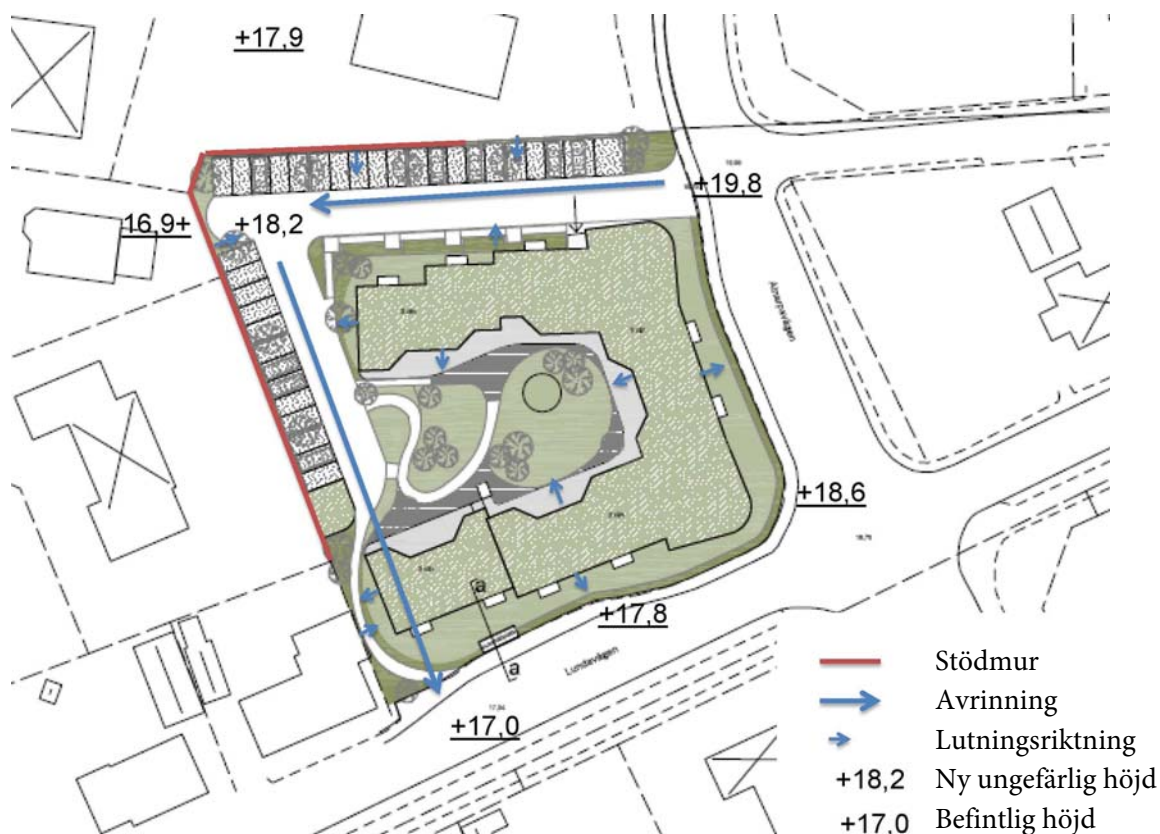 +17,9
+19,8
16,9+
+18,2
Alnarpavägen
+18,6
+17,8
Lundavägen
a
a
+17,0
Stödmur
Avrinning
Lutningsriktning
+18,2 Ny ungefärlig höjd
+17,0 Befintlig höjd